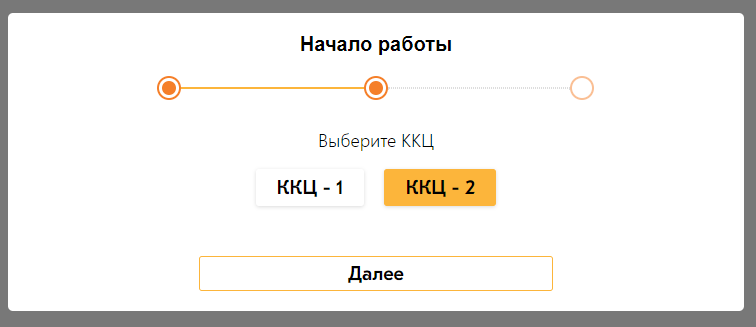 Начало работы
Выберите ККЦ
ККЦ - 1
ККЦ - 2
Далее